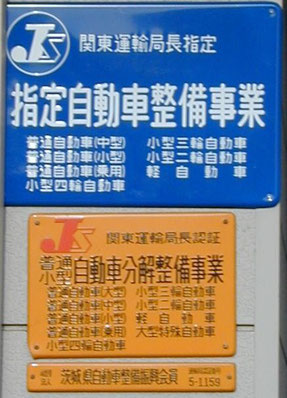 JS 関東運輸局長指定
指定自動車整備事業
普通自動車(中型) 小型三輪自動車
普通自動車(小型) 小型二輪自動車
普通自動車(乗用) 軽自動車
小型四輪自動車
JS 関東運輸局長認証
普通小型自動車分解整備事業
普通自動車(大型) 小型三輪自動車
普通自動車(中型) 小型二輪自動車
普通自動車(小型) 軽自動車
普通自動車(乗用) 大型特殊自動車
小型四輪自動車
茨城県自動車整備振興会員
5-1159